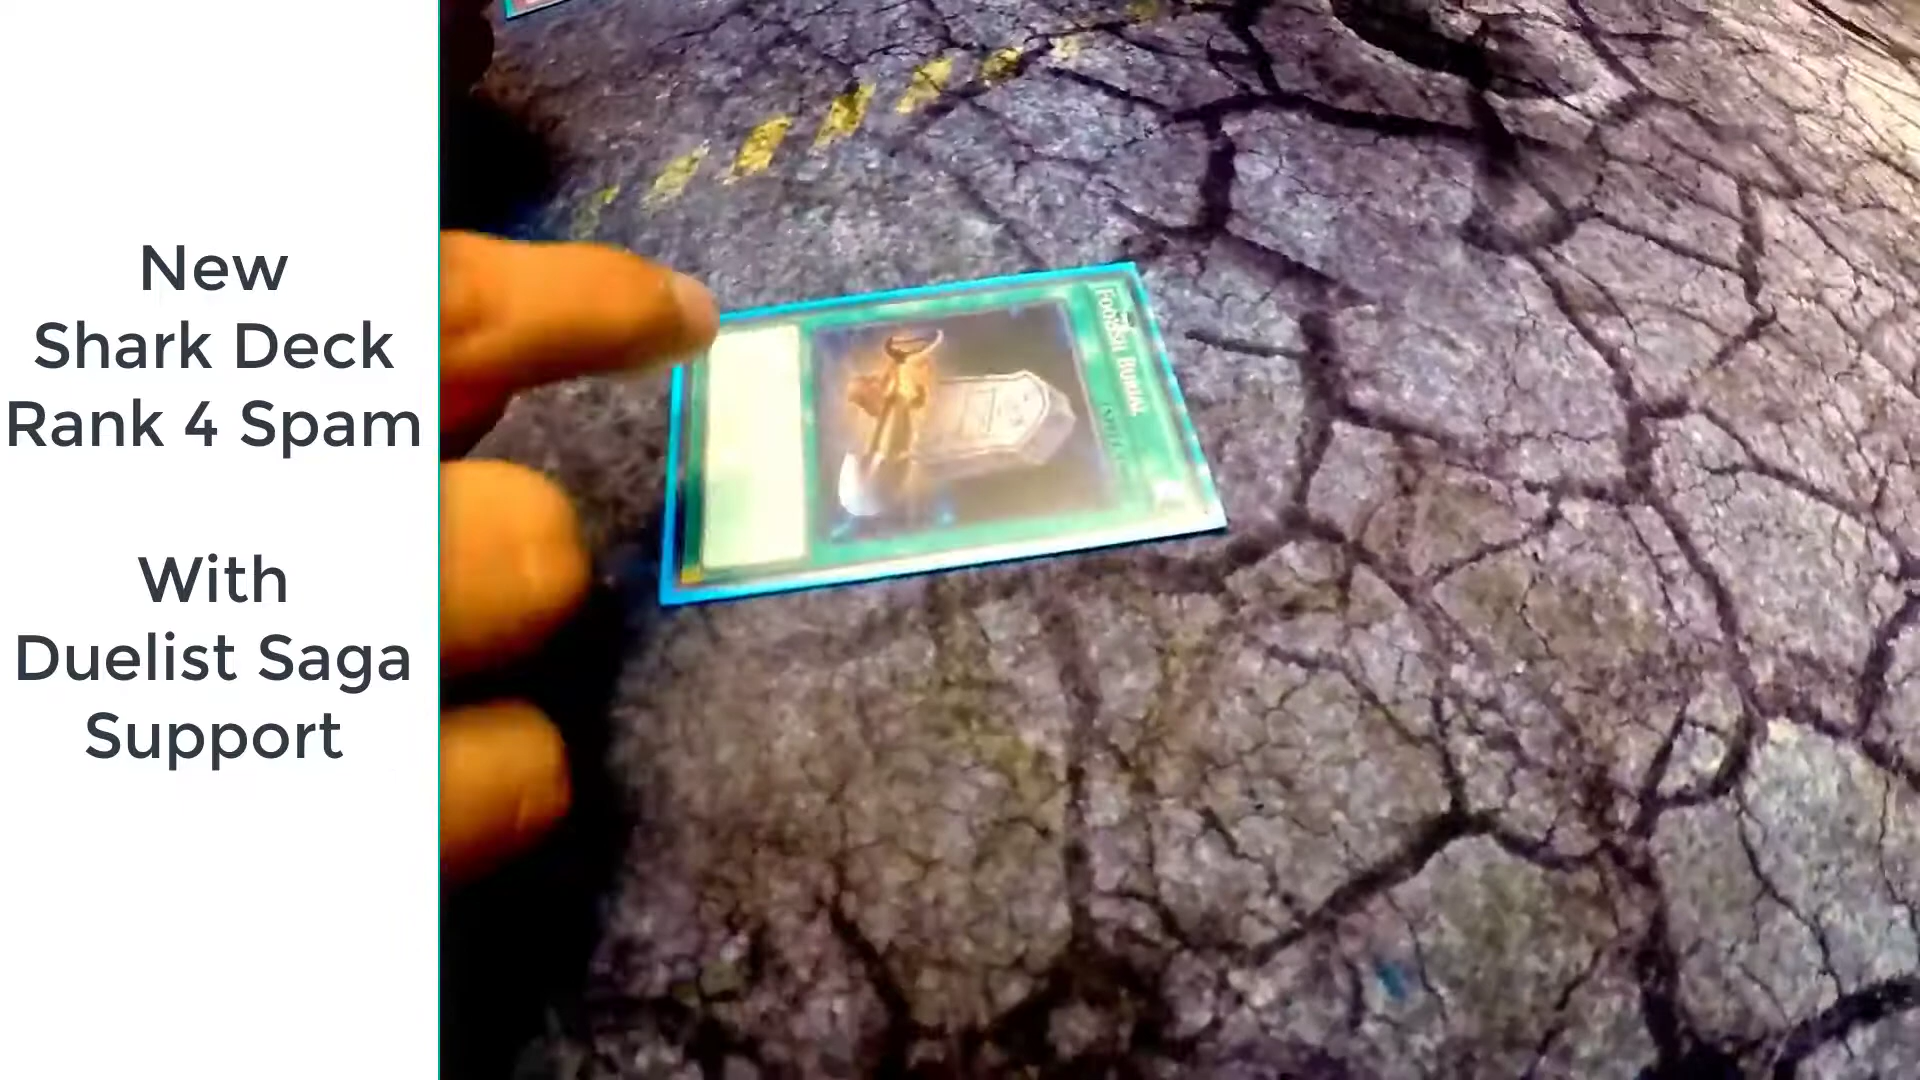 New
Shark Deck
Rank 4 Spam
With
Duelist Saga
Support
Foolish Burial